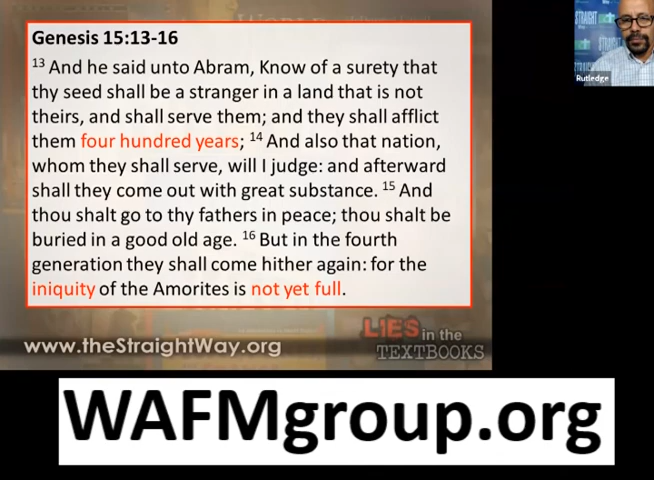 Genesis 15:13-16
13 And he said unto Abram, Know of a surety that
thy seed shall be a stranger in a land that is not
theirs, and shall serve them; and they shall afflict
them four hundred years; 14 And also that nation,
whom they shall serve, will I judge: and afterward
shall they come out with great substance. 15 And
thou shalt go to thy fathers in peace; thou shalt be
buried in a good old age. 16 But in the fourth
generation they shall come hither again: for the
iniquity of the Amorites is not yet full.
Rutledge
www.theStraightWay.org
LIES in the
TEXTBOOKS
WAFMgroup.org